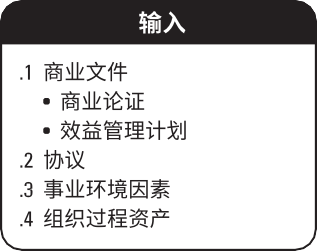 输入
.1 商业文件
• 商业论证
• 效益管理计划
.2 协议
.3 事业环境因素
.4 组织过程资产